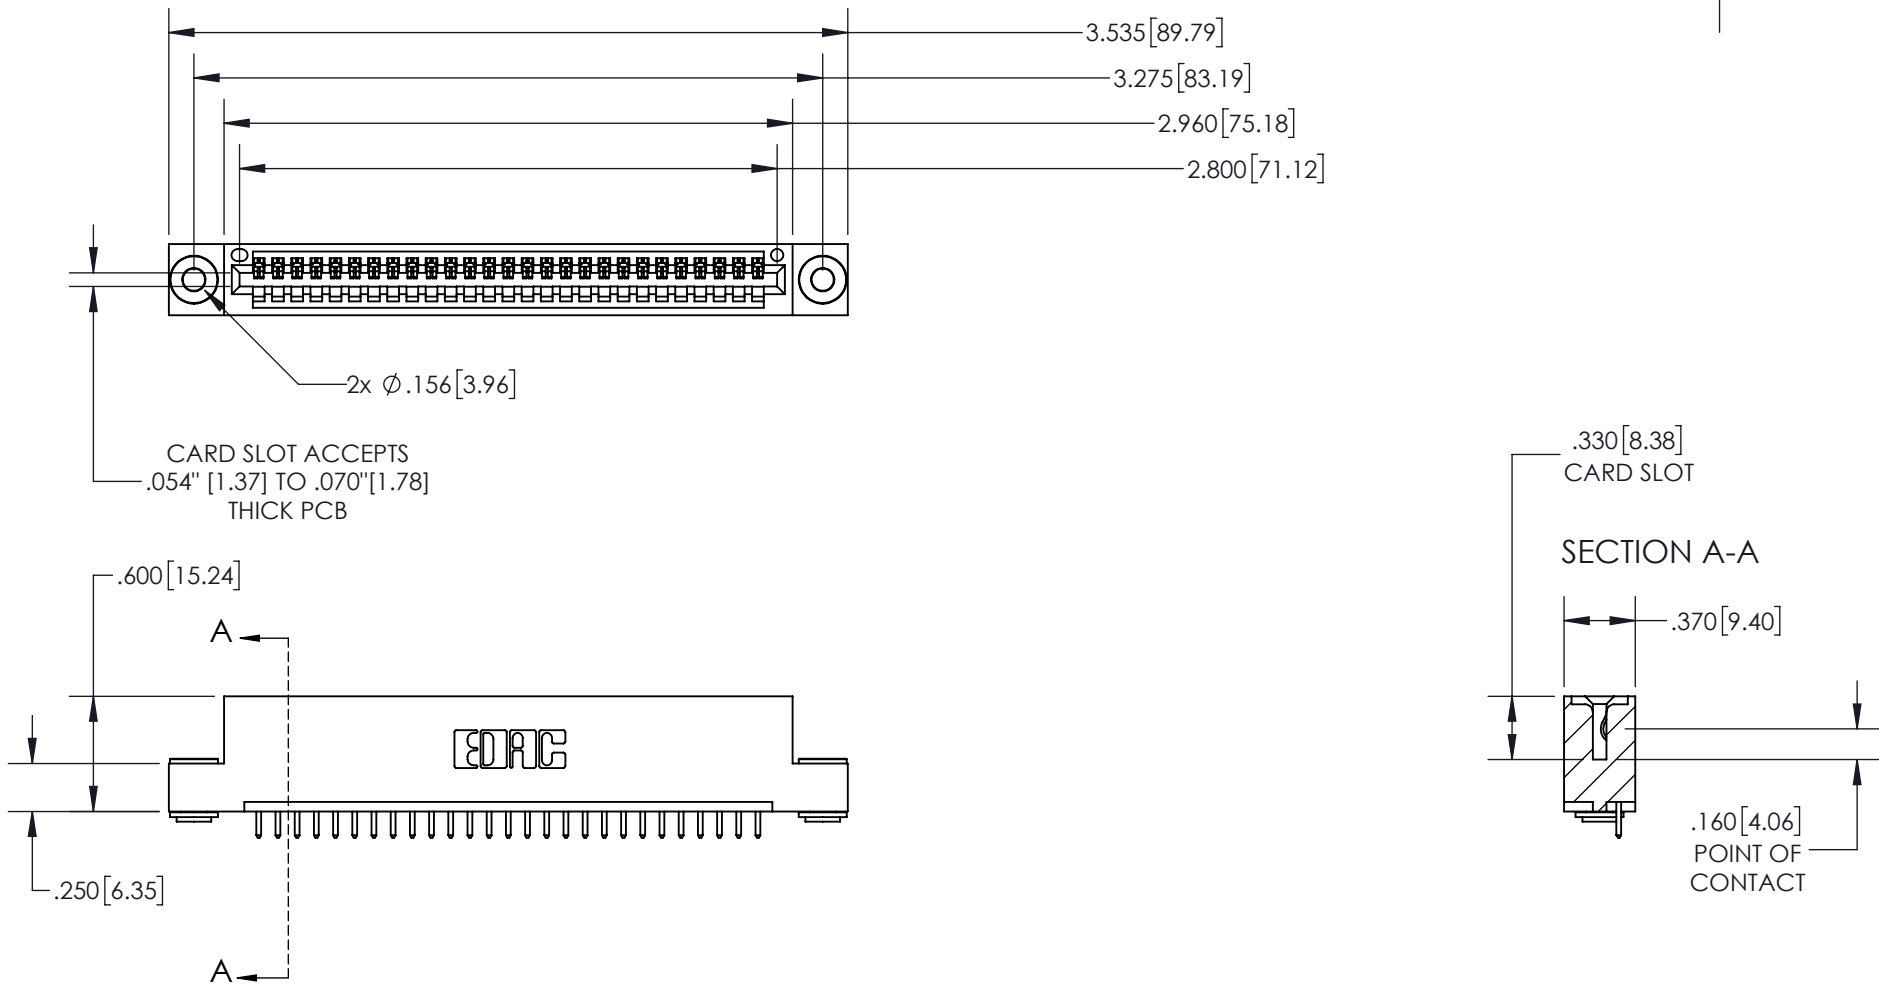 3.535[89.79]
3.275[83.19]
2.960[75.18]
2.800[71.12]
2x Ø.156[3.96]
CARD SLOT ACCEPTS
.054" [1.37] TO .070"[1.78]
THICK PCB
.330[8.38]
CARD SLOT
SECTION A-A
.600[15.24]
.370[9.40]
A
EDAC
.160[4.06]
POINT OF
CONTACT
.250[6.35]
A